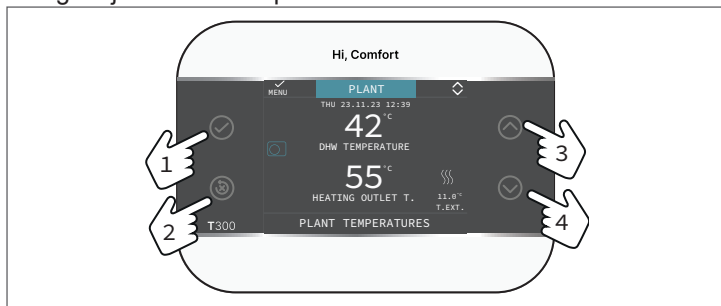 Hi, Comfort
MENU
PLANT
THU 23.11.23 12:39
42°C
DHW TEMPERATURE
55°C
HEATING OUTLET T.
11.0°C
T.EXT.
PLANT TEMPERATURES
T300
1
2
3
4